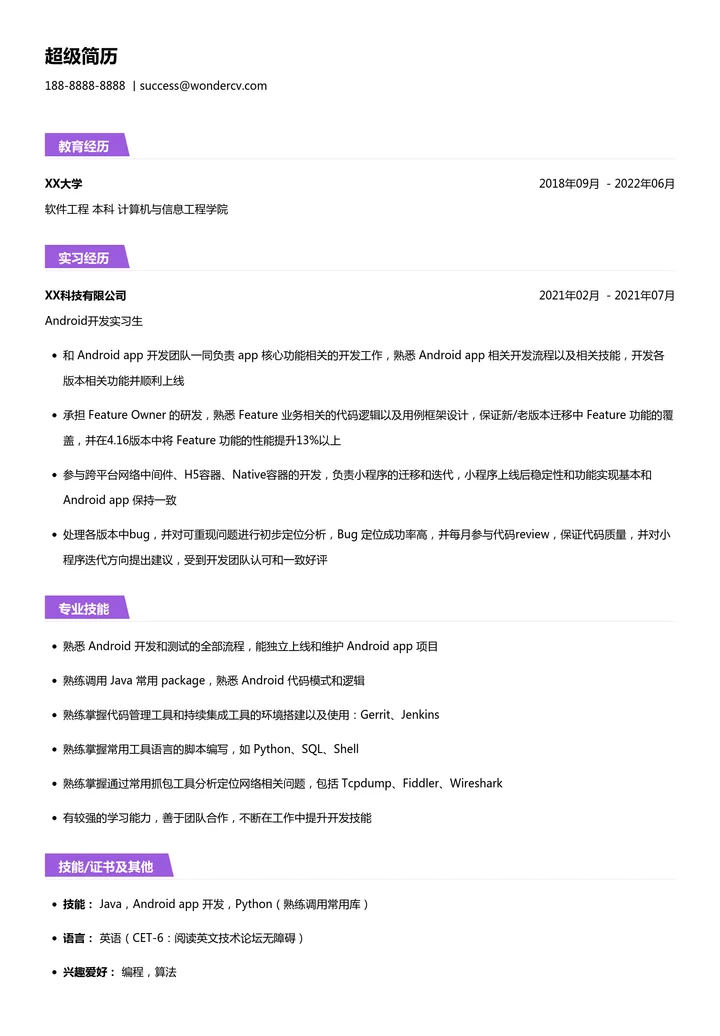 超级简历
188-8888-8888 | success@wondercv.com
教育经历
XX大学 2018年09月 - 2022年06月
软件工程 本科 计算机与信息工程学院
实习经历
XX科技有限公司 2021年02月 - 2021年07月
Android开发实习生
• 和 Android app 开发团队一同负责 app 核心功能相关的开发工作，熟悉 Android app 相关开发流程以及相关技能，开发各
版本相关功能并顺利上线
• 承担 Feature Owner 的研发，熟悉 Feature 业务相关的代码逻辑以及用例框架设计，保证新/老版本迁移中 Feature 功能的覆
盖，并在4.16版本中将 Feature 功能的性能提升13%以上
• 参与跨平台网络中间件、H5容器、Native容器的开发，负责小程序的迁移和迭代，小程序上线后稳定性和功能实现基本和
Android app 保持一致
• 处理各版本中bug，并对可重现问题进行初步定位分析，Bug 定位成功率高，并每月参与代码review，保证代码质量，并对小
程序迭代方向提出建议，受到开发团队认可和一致好评
专业技能
• 熟悉 Android 开发和测试的全部流程，能独立上线和维护 Android app 项目
• 熟练调用 Java 常用 package，熟悉 Android 代码模式和逻辑
• 熟练掌握代码管理工具和持续集成工具的环境搭建以及使用：Gerrit、Jenkins
• 熟练掌握常用工具语言的脚本编写，如 Python、SQL、Shell
• 熟练掌握通过常用抓包工具分析定位网络相关问题，包括 Tcpdump、Fiddler、Wireshark
• 有较强的学习能力，善于团队合作，不断在工作中提升开发技能
技能/证书及其他
• 技能： Java，Android app 开发，Python（熟练调用常用库）
• 语言： 英语（CET-6：阅读英文技术论坛无障碍）
• 兴趣爱好： 编程，算法